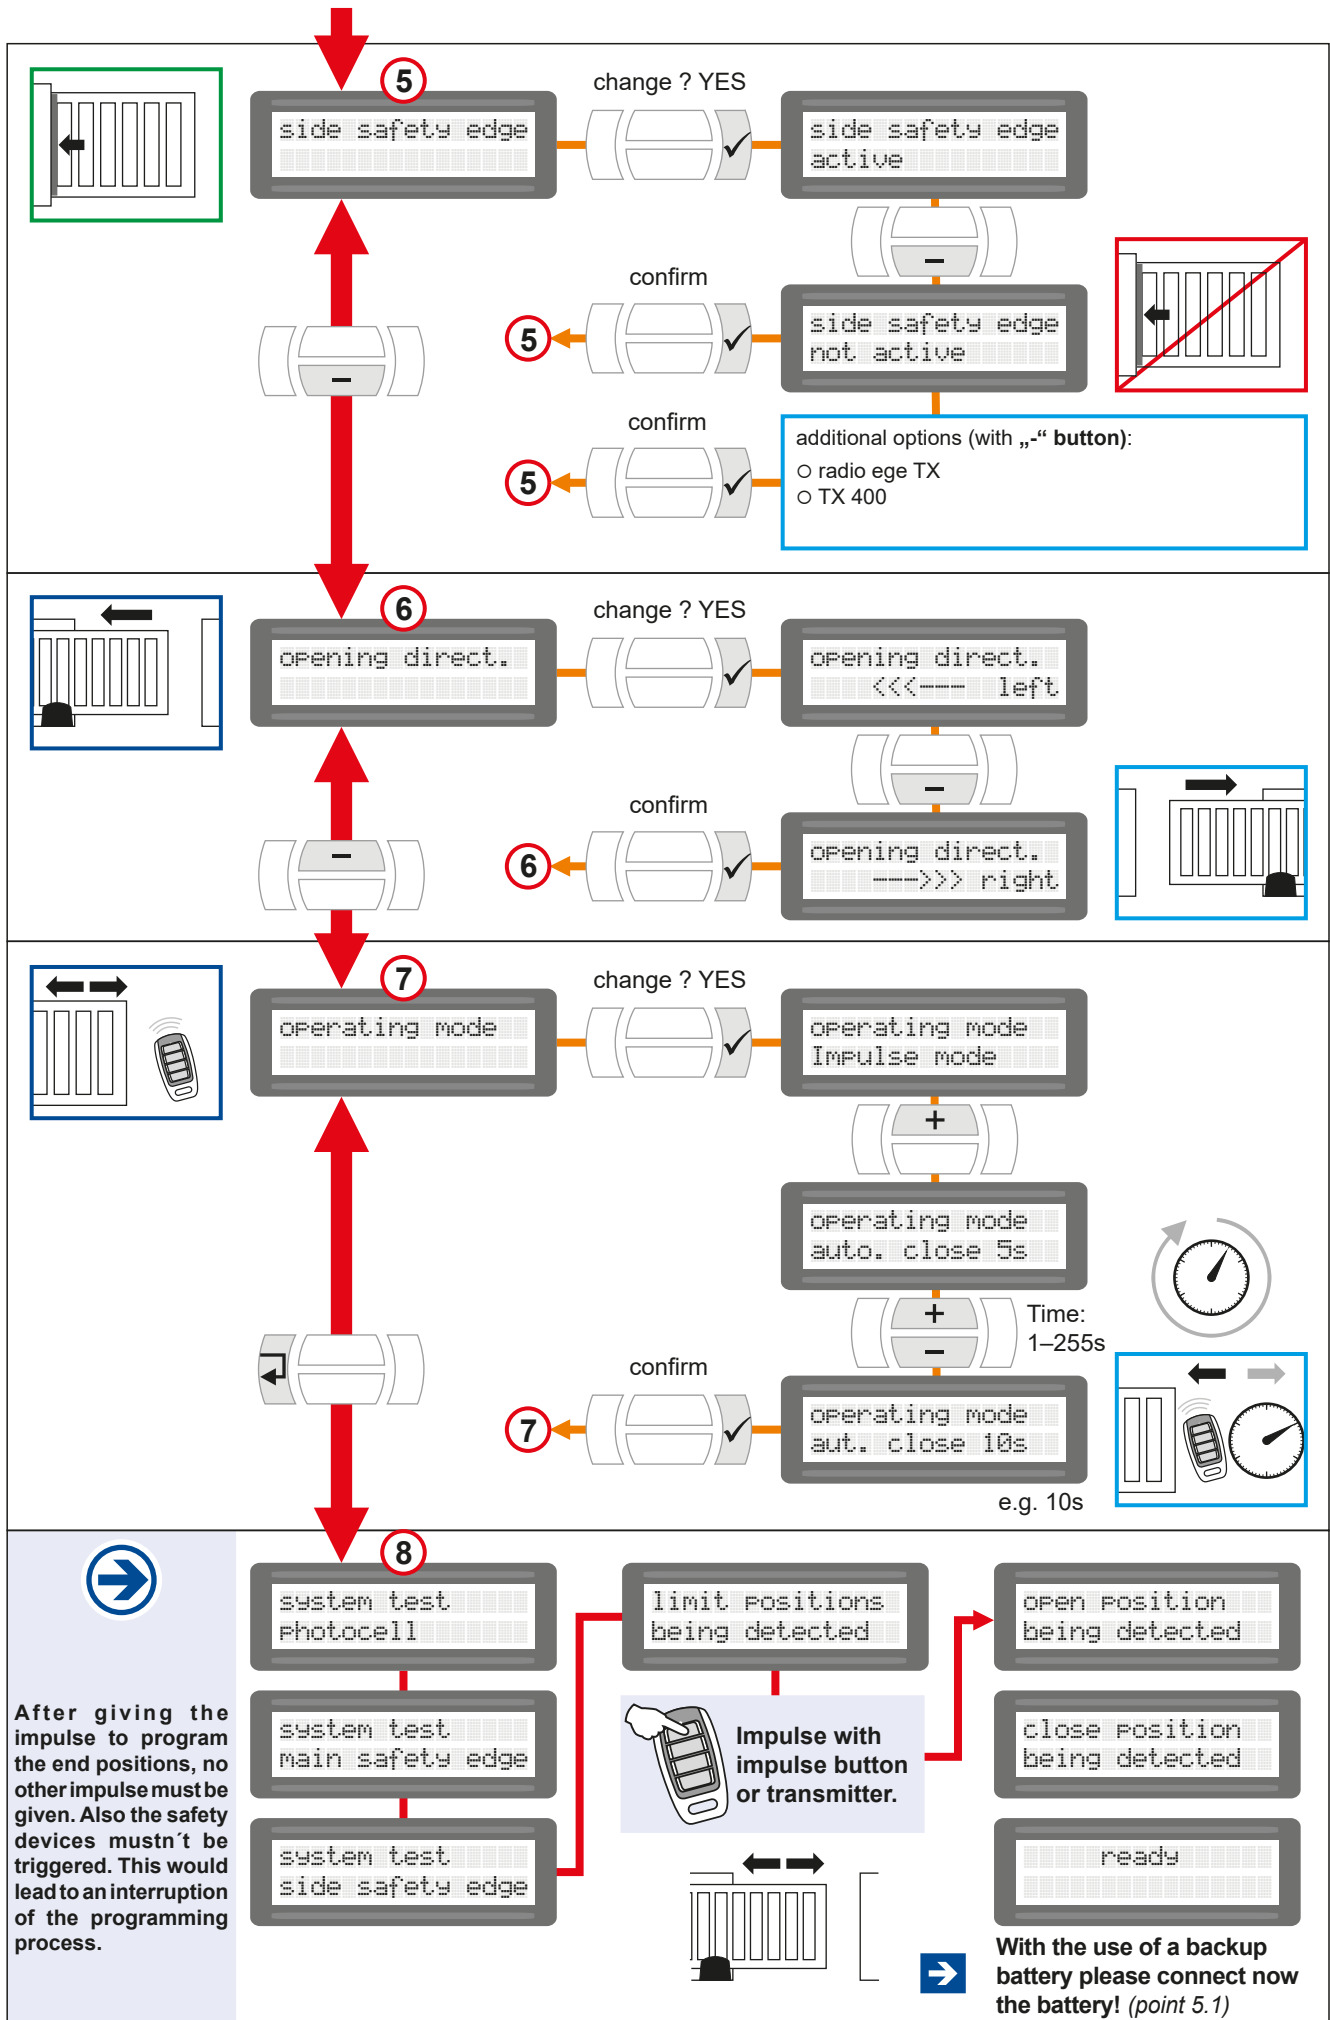 5
change ? YES
side safety edge
side safety edge
active
–
confirm
5
side safety edge
not active
–
confirm
5
additional options (with „-“ button):
radio ege TX
TX 400
6
change ? YES
opening direct.
opening direct.
<<<--- left
–
confirm
–
6
opening direct.
--->>> right
7
change ? YES
operating mode
operating mode
Impulse mode
+
operating mode
auto. close 5s
+
–
Time:
1–255s
confirm
7
operating mode
aut. close 10s
e.g. 10s
8
system test
photocell
limit positions
being detected
open position
being detected
After giving the
impulse to program
the end positions, no
other impulse must be
given. Also the safety
devices mustn´t be
triggered. This would
lead to an interruption
of the programming
process.
system test
main safety edge
Impulse with
impulse button
or transmitter.
close position
being detected
system test
side safety edge
ready
With the use of a backup
battery please connect now
the battery! (point 5.1)